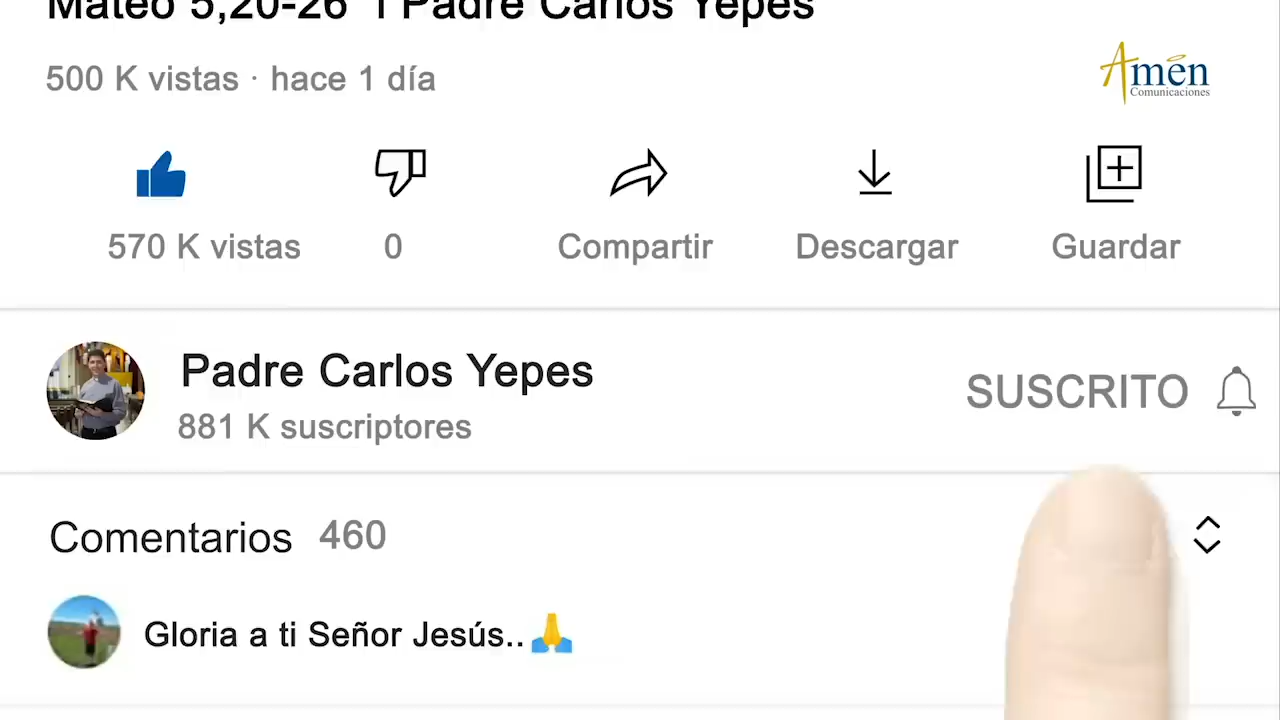 Mateo 5,20-26 | Padre Carlos Yepes
500 K vistas · hace 1 día
Amén
Comunicaciones
570 K vistas
0
Compartir
Descargar
Guardar
Padre Carlos Yepes
881 K suscriptores
SUSCRITO
Comentarios 460
Gloria a ti Señor Jesús..🙏